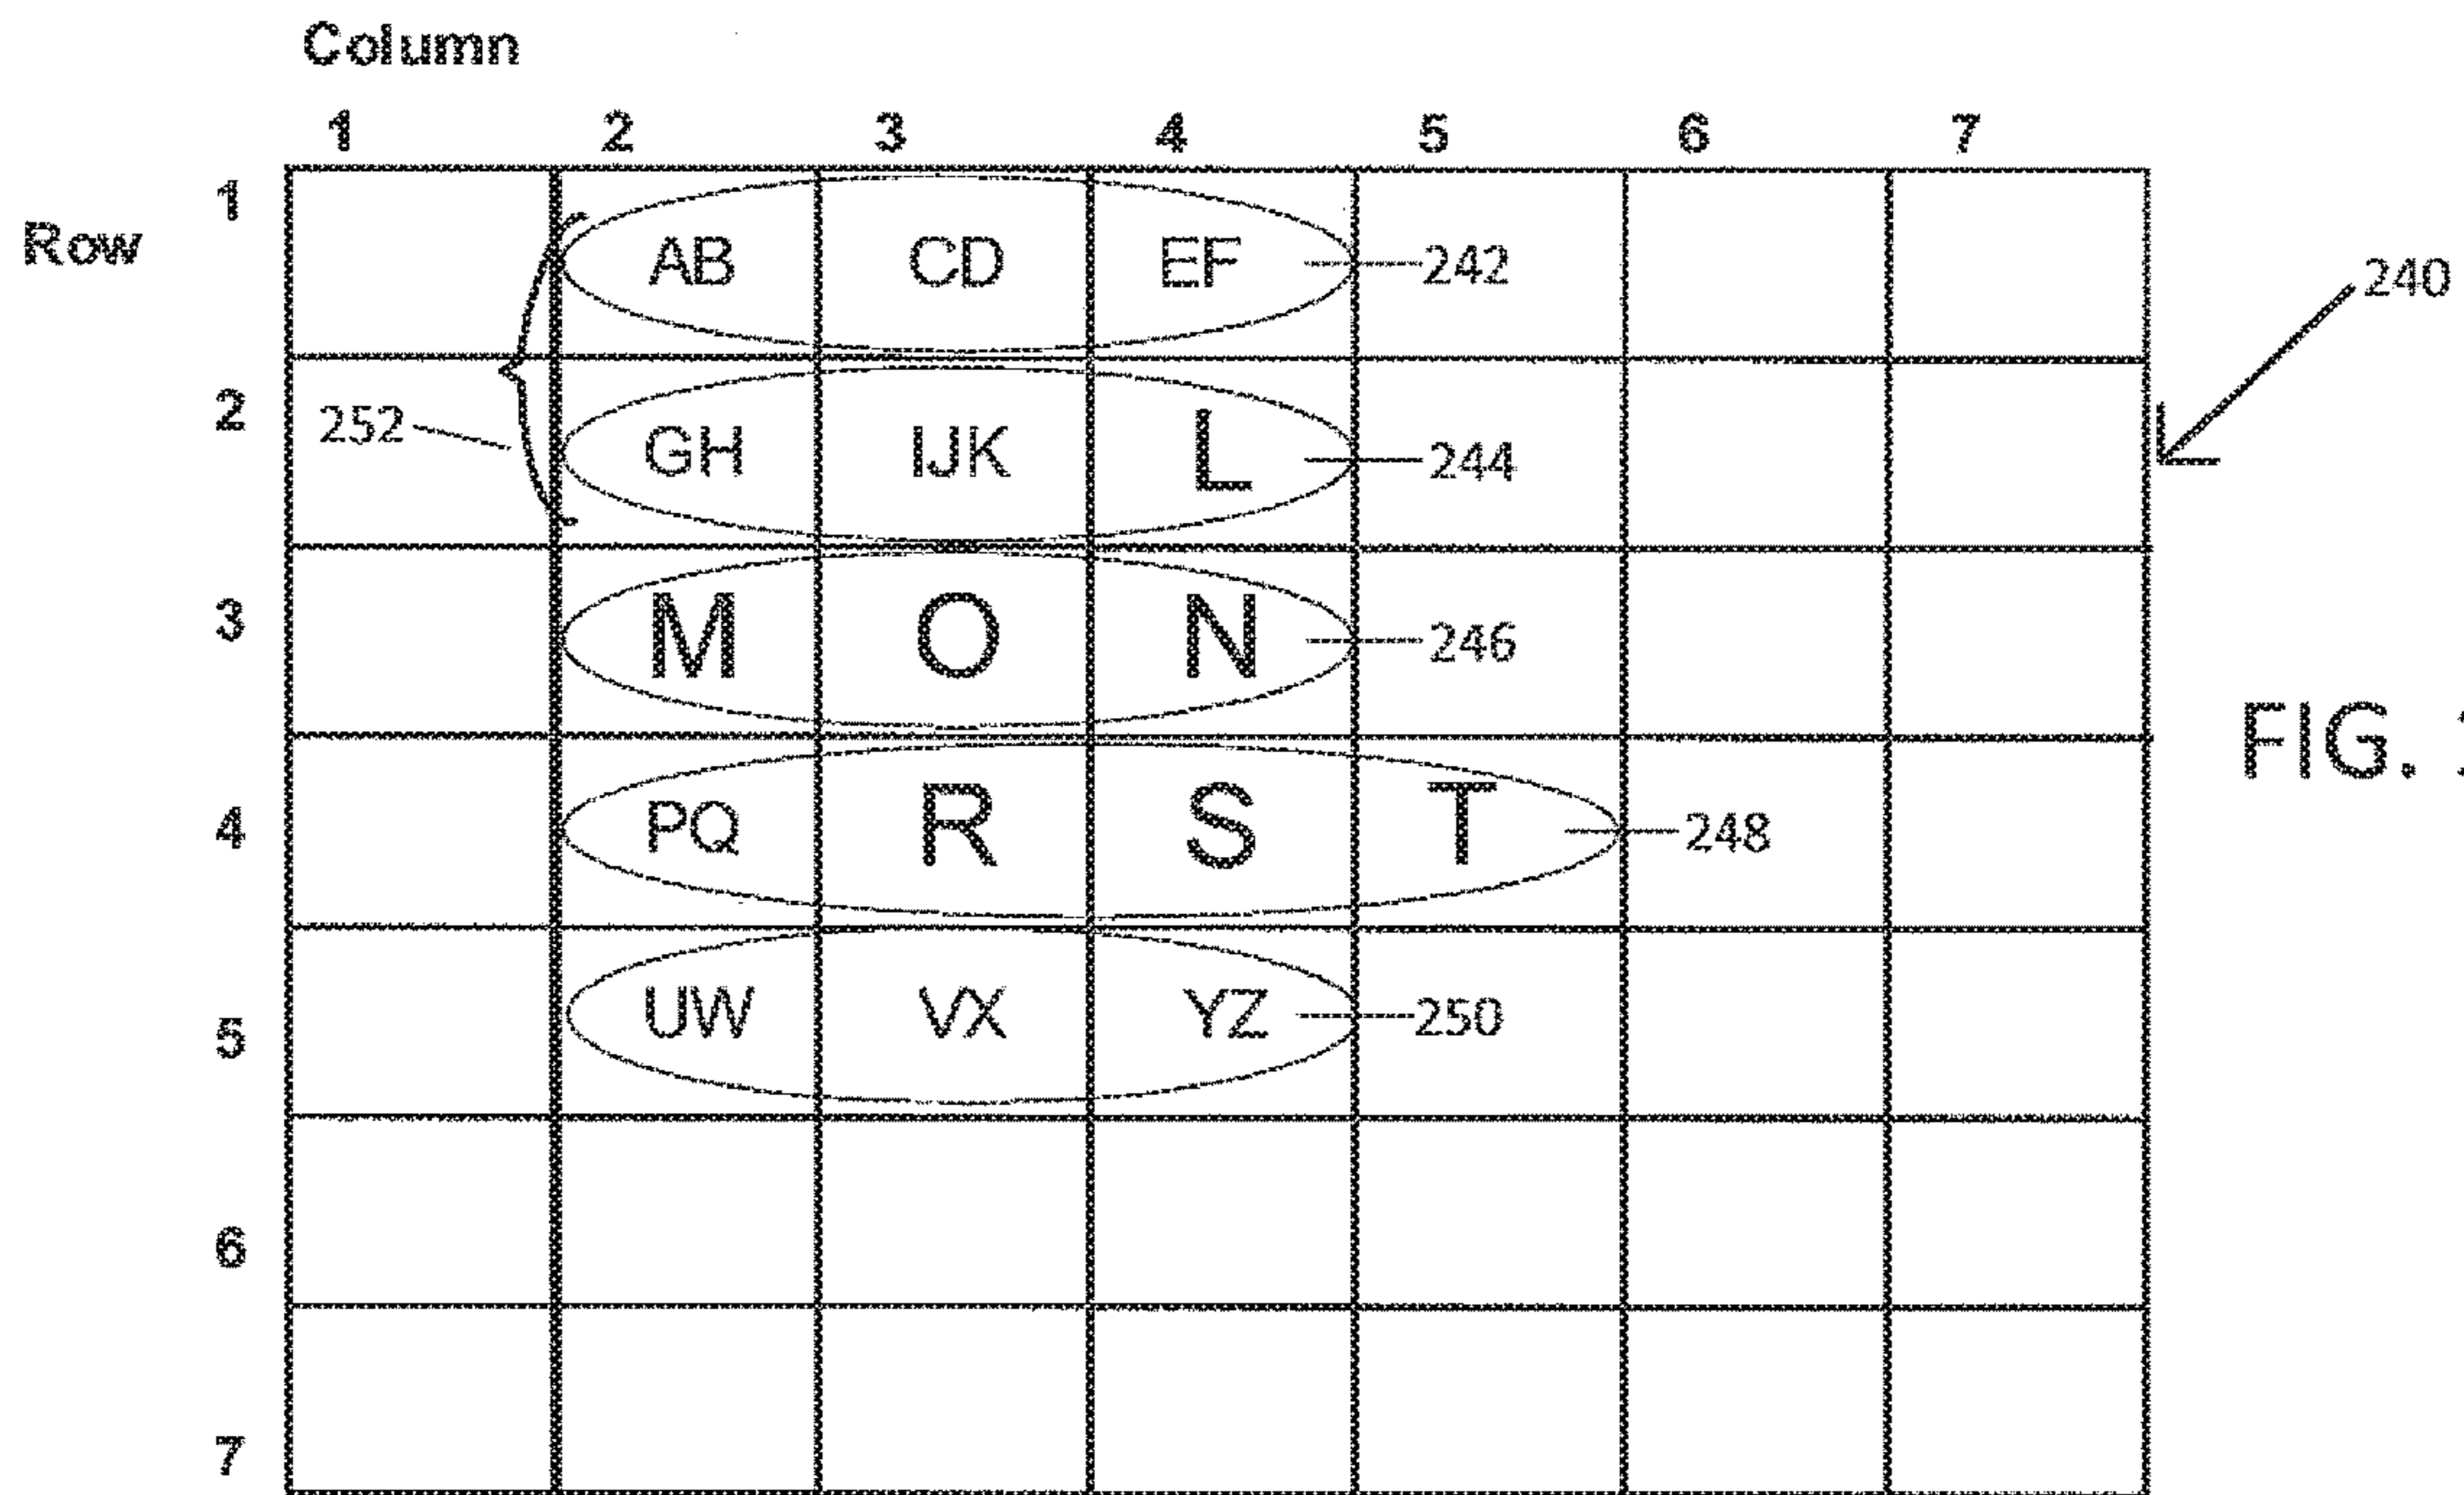 Column
1 2 3 4 5 6 7
1
Row
AB CD EF 242
240
2
252 GH IJK L 244
3
M O N 246
FIG.
4
PQ R S T 248
5
UW VX YZ 250
6
7